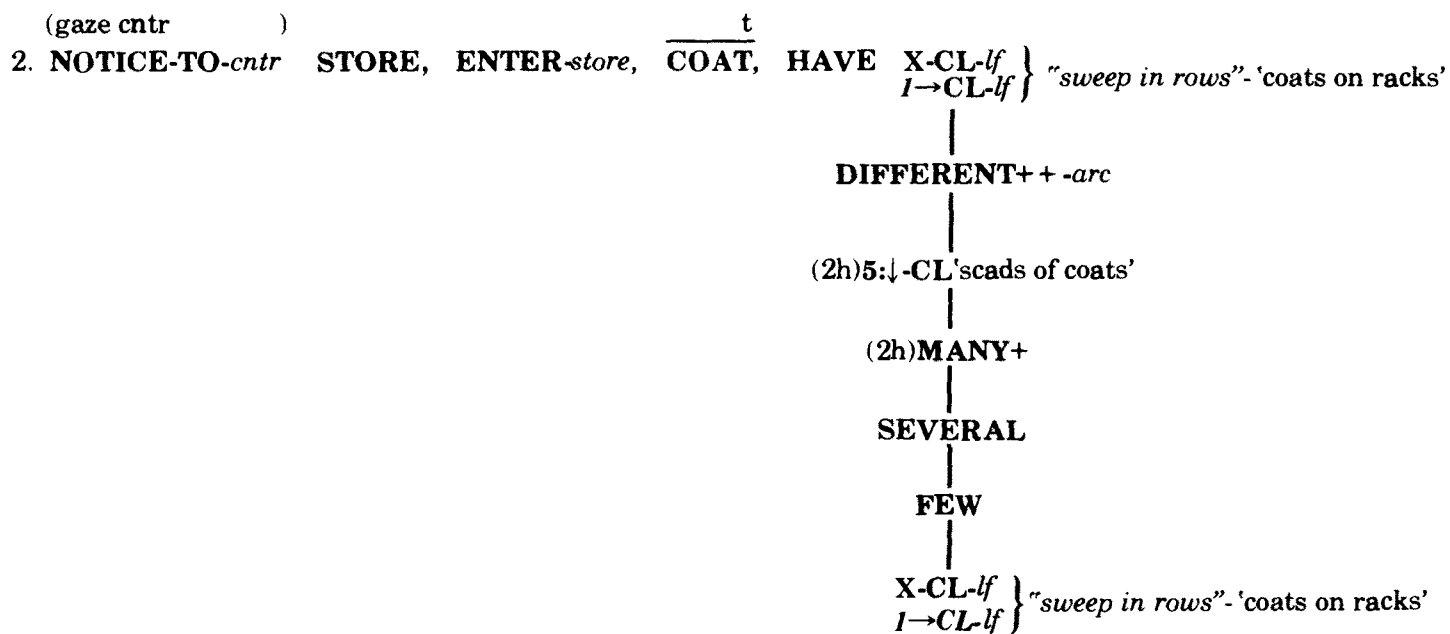 (gaze cntr )
t
2. NOTICE-TO-cntr STORE, ENTER-store, COAT, HAVE X-CL-lf
1→CL-lf } "sweep in rows"- 'coats on racks'
DIFFERENT++-arc
(2h)5:↓-CL'scads of coats'
(2h)MANY+
SEVERAL
FEW
X-CL-lf
1→CL-lf } "sweep in rows"- 'coats on racks'